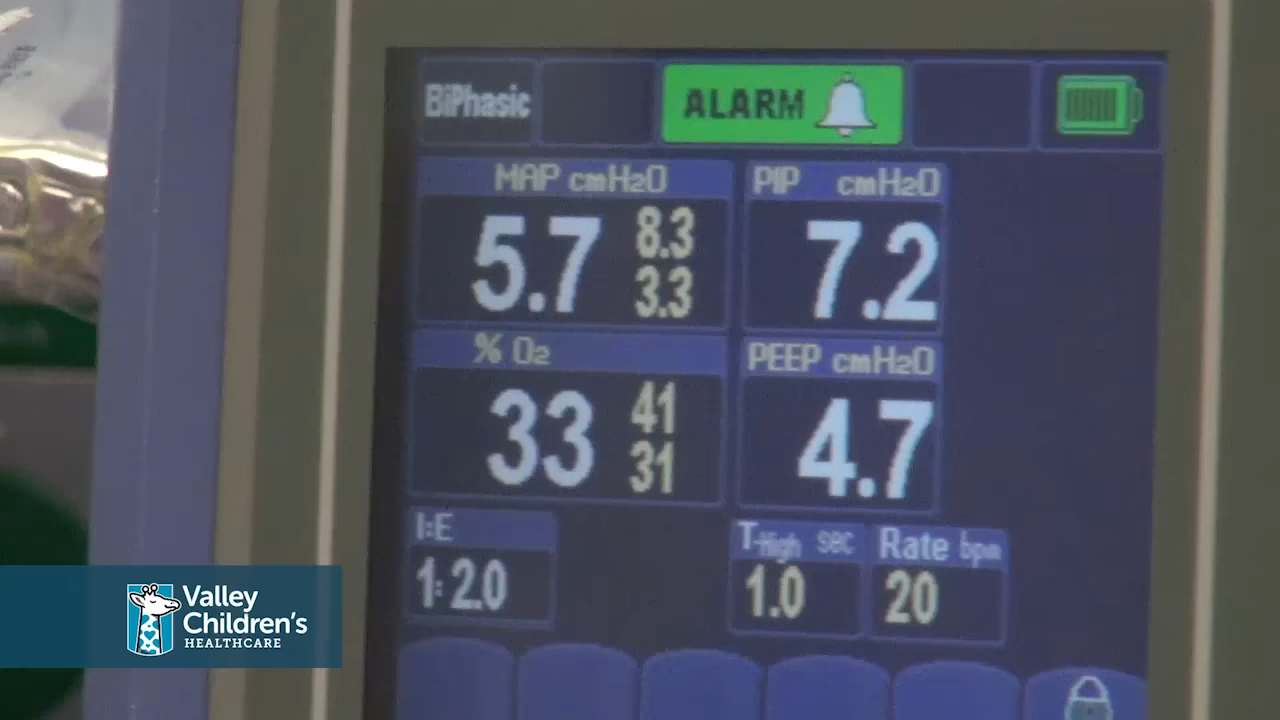 BiPhasic
ALARM
MAP cmH2O
5.7
8.3
3.3
PIP cmH2O
7.2
% O2
33
41
31
PEEP cmH2O
4.7
I:E
1: 2.0
T-High sec
1.0
Rate bpm
20
Valley
Children's
HEALTHCARE